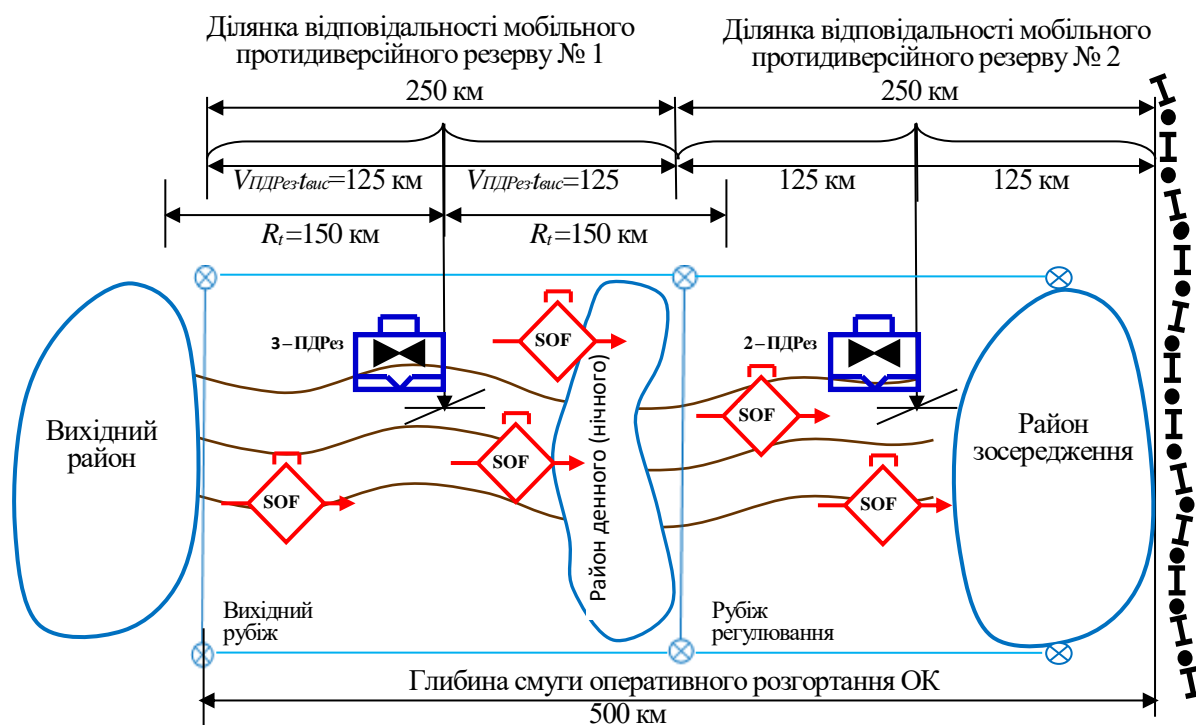 Ділянка відповідальності мобільного
протидиверсійного резерву № 1
250 км
Ділянка відповідальності мобільного
протидиверсійного резерву № 2
250 км
VПДРез·tвис=125 км
VПДРез·tвис=125
125 км
125 км
Rt=150 км
Rt=150 км
3 – ПДРез
SOF
2 – ПДРез
SOF
SOF
SOF
SOF
Вихідний
район
Район денного (нічного)
Район
зосередження
Вихідний
рубіж
Рубіж
регулювання
Глибина смуги оперативного розгортання ОК
500 км